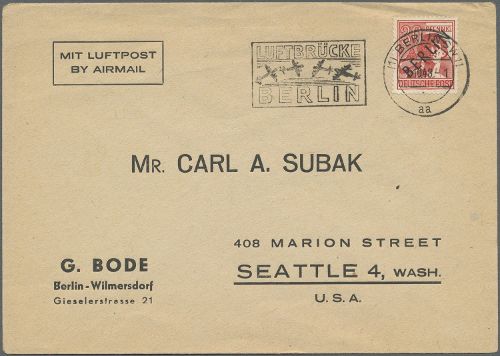 MIT LUFTPOST
BY AIRMAIL
LUFTBRÜCKE
BERLIN
BERLIN
DEUTSCHE POST
aa
MR. CARL A. SUBAK
408 MARION STREET
SEATTLE 4, WASH.
U. S. A.
G. BODE
Berlin-Wilmersdorf
Gieselerstrasse 21